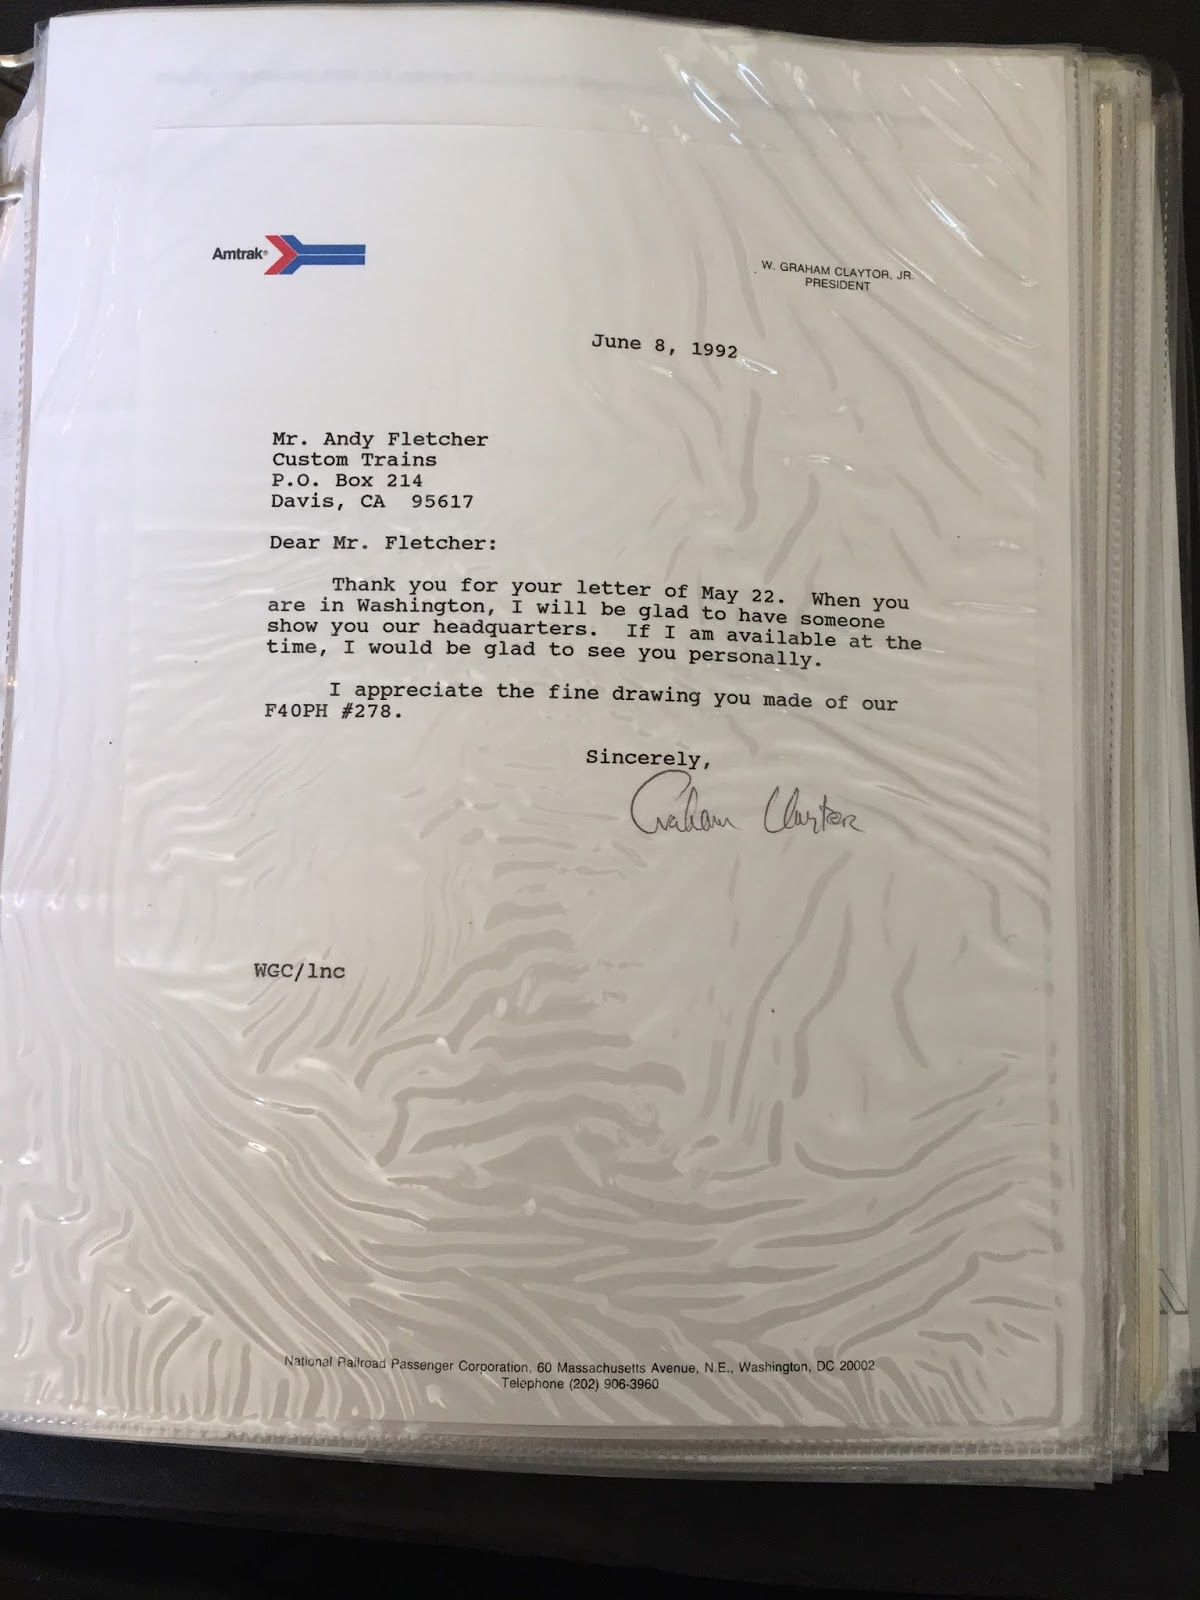 Amtrak®
W. GRAHAM CLAYTOR, JR.
PRESIDENT
June 8, 1992
Mr. Andy Fletcher
Custom Trains
P.O. Box 214
Davis, CA 95617
Dear Mr. Fletcher:
Thank you for your letter of May 22. When you
are in Washington, I will be glad to have someone
show you our headquarters. If I am available at the
time, I would be glad to see you personally.
I appreciate the fine drawing you made of our
F40PH #278.
Sincerely,
Graham Claytor
WGC/lnc
National Railroad Passenger Corporation, 60 Massachusetts Avenue, N.E., Washington, DC 20002
Telephone (202) 906-3960